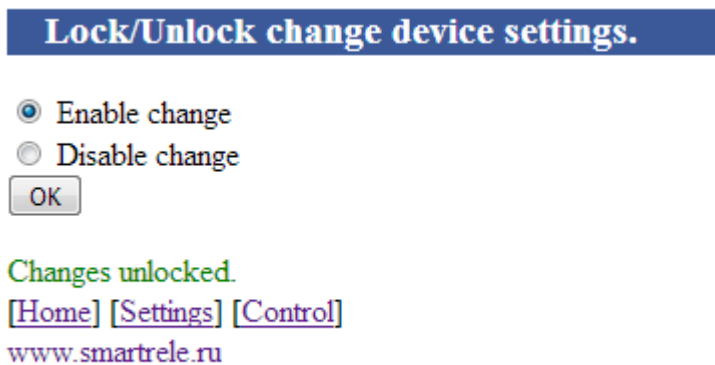 Lock/Unlock change device settings.
Enable change
Disable change
OK
Changes unlocked.
[Home] [Settings] [Control]
www.smartrele.ru